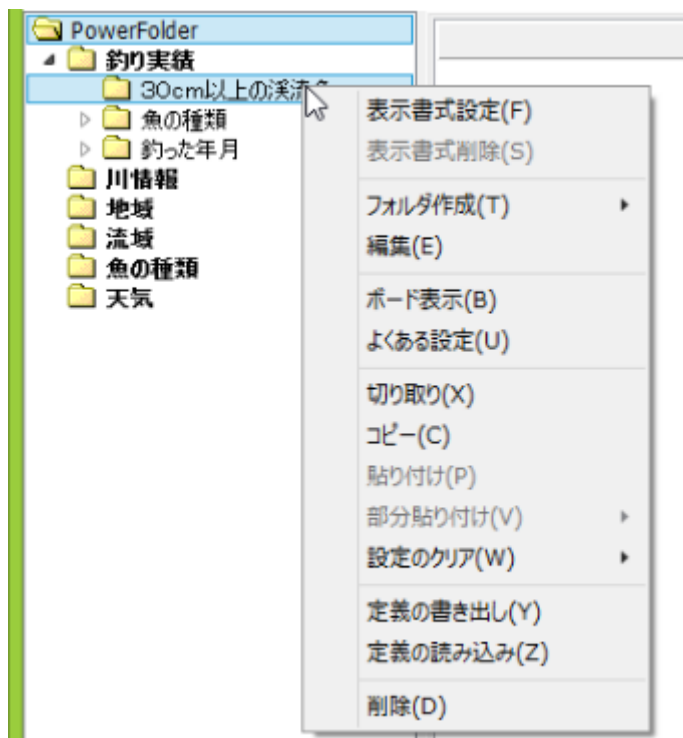 PowerFolder
釣り実績
30cm以上の渓流
魚の種類
釣った年月
川情報
地域
流域
魚の種類
天気
表示書式設定(F)
表示書式削除(S)
フォルダ作成(T)
編集(E)
ボード表示(B)
よくある設定(U)
切り取り(X)
コピー(C)
貼り付け(P)
部分貼り付け(V)
設定のクリア(W)
定義の書き出し(Y)
定義の読み込み(Z)
削除(D)